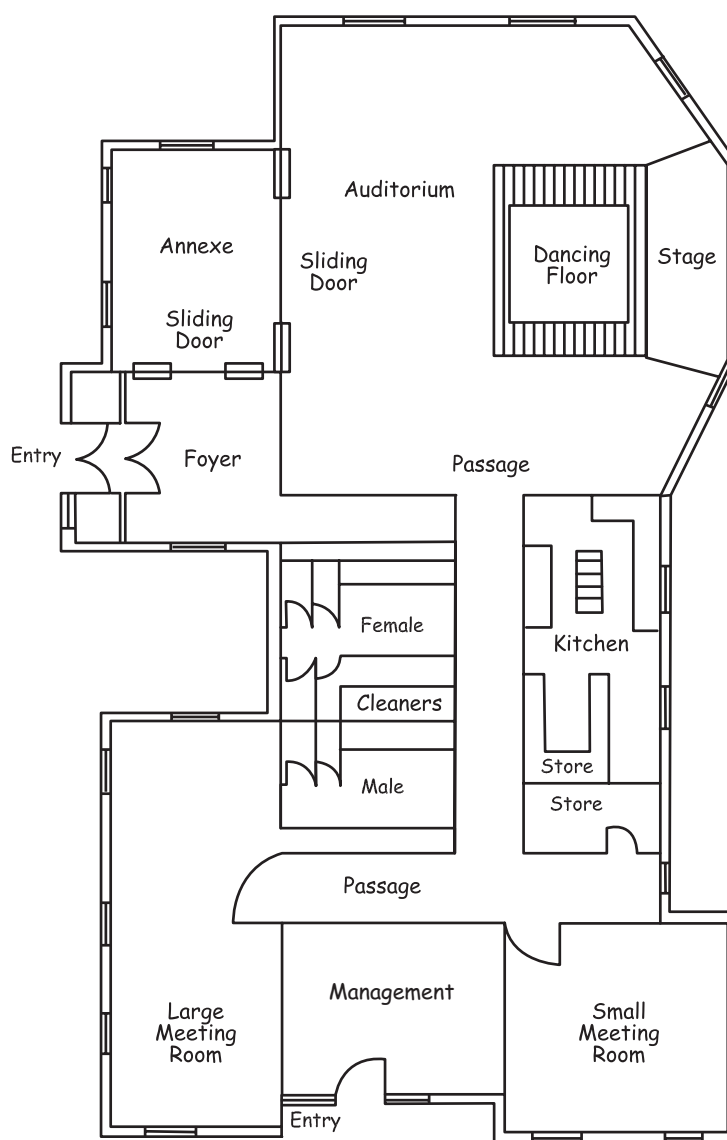 Auditorium
Annexe
Sliding
Door
Dancing
Floor
Stage
Sliding
Door
Entry
Foyer
Passage
Female
Kitchen
Cleaners
Store
Male
Store
Passage
Management
Large
Meeting
Room
Small
Meeting
Room
Entry